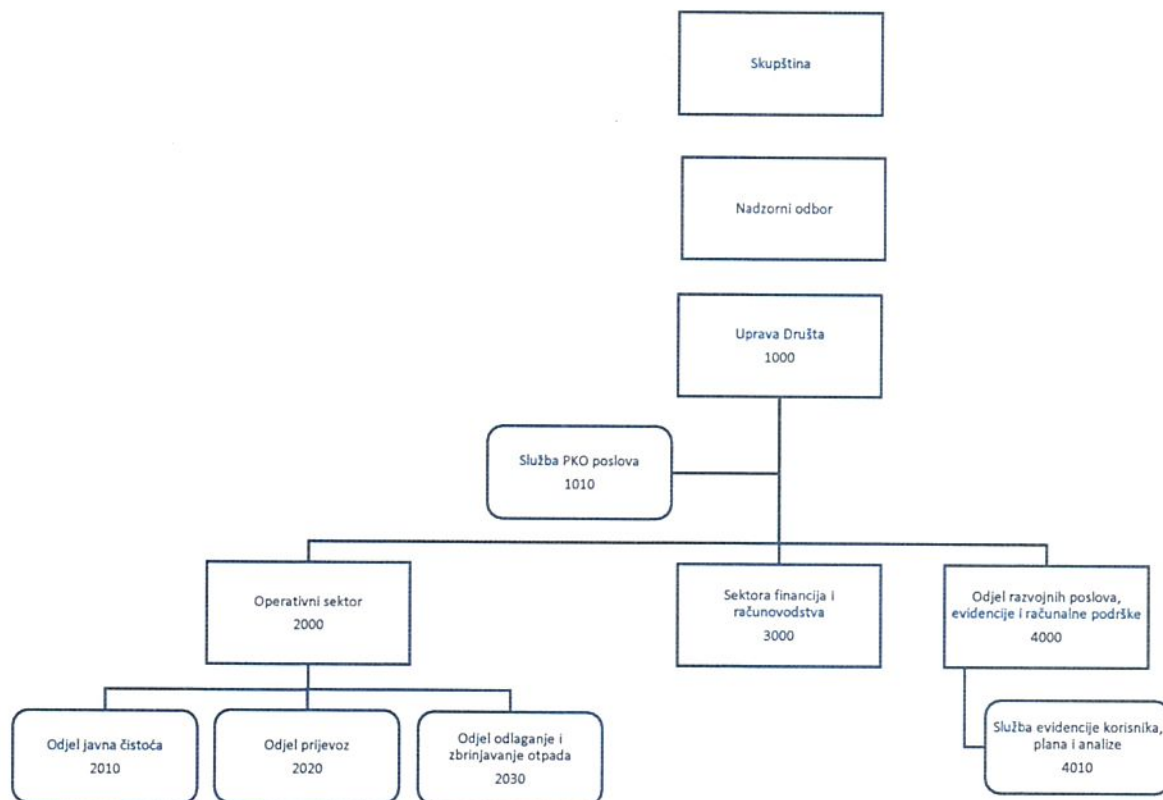 Skupština
Nadzorni odbor
Uprava Družta
1000
Služba PKO poslova
1010
Operativni sektor
2000
Sektora financija i
računovodstva
3000
Odjel razvojnih poslova,
evidencije i računalne podrške
4000
Odjel javna čistoća
2010
Odjel prijevoz
2020
Odjel odlaganje i
zbrinjavanje otpada
2030
Služba evidencije korisnika,
plana i analize
4010